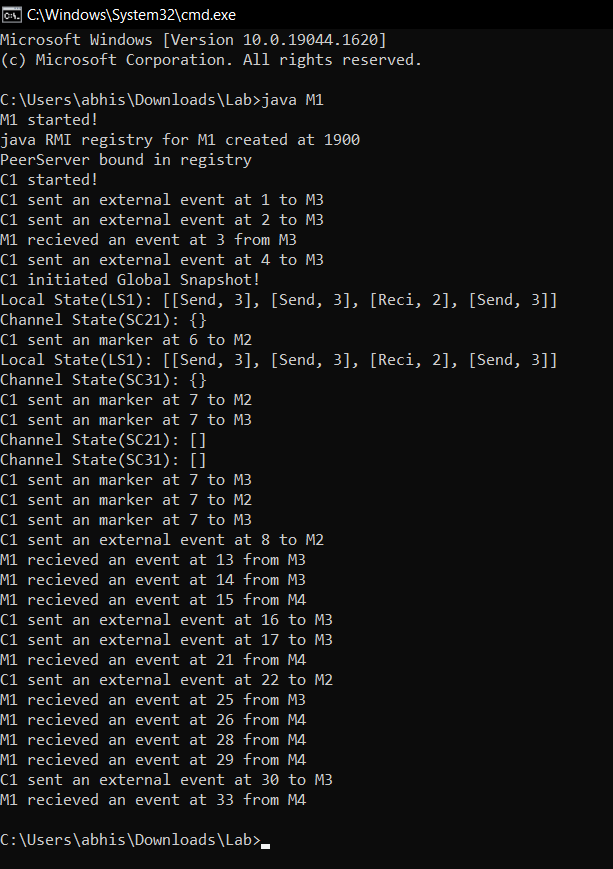 C:\Windows\System32\cmd.exe
Microsoft Windows [Version 10.0.19044.1620]
(c) Microsoft Corporation. All rights reserved.
C:\Users\abhis\Downloads\Lab>java M1
M1 started!
java RMI registry for M1 created at 1900
PeerServer bound in registry
C1 started!
C1 sent an external event at 1 to M3
C1 sent an external event at 2 to M3
M1 recieved an event at 3 from M3
C1 sent an external event at 4 to M3
C1 initiated Global Snapshot!
Local State(LS1): [[Send, 3], [Send, 3], [Reci, 2], [Send, 3]]
Channel State(SC21): {}
C1 sent an marker at 6 to M2
Local State(LS1): [[Send, 3], [Send, 3], [Reci, 2], [Send, 3]]
Channel State(SC31): {}
C1 sent an marker at 7 to M2
C1 sent an marker at 7 to M3
Channel State(SC21): []
Channel State(SC31): []
C1 sent an marker at 7 to M3
C1 sent an marker at 7 to M2
C1 sent an marker at 7 to M3
C1 sent an external event at 8 to M2
M1 recieved an event at 13 from M3
M1 recieved an event at 14 from M3
M1 recieved an event at 15 from M4
C1 sent an external event at 16 to M3
C1 sent an external event at 17 to M3
M1 recieved an event at 21 from M4
C1 sent an external event at 22 to M2
M1 recieved an event at 25 from M3
M1 recieved an event at 26 from M4
M1 recieved an event at 28 from M4
M1 recieved an event at 29 from M4
C1 sent an external event at 30 to M3
M1 recieved an event at 33 from M4
C:\Users\abhis\Downloads\Lab>